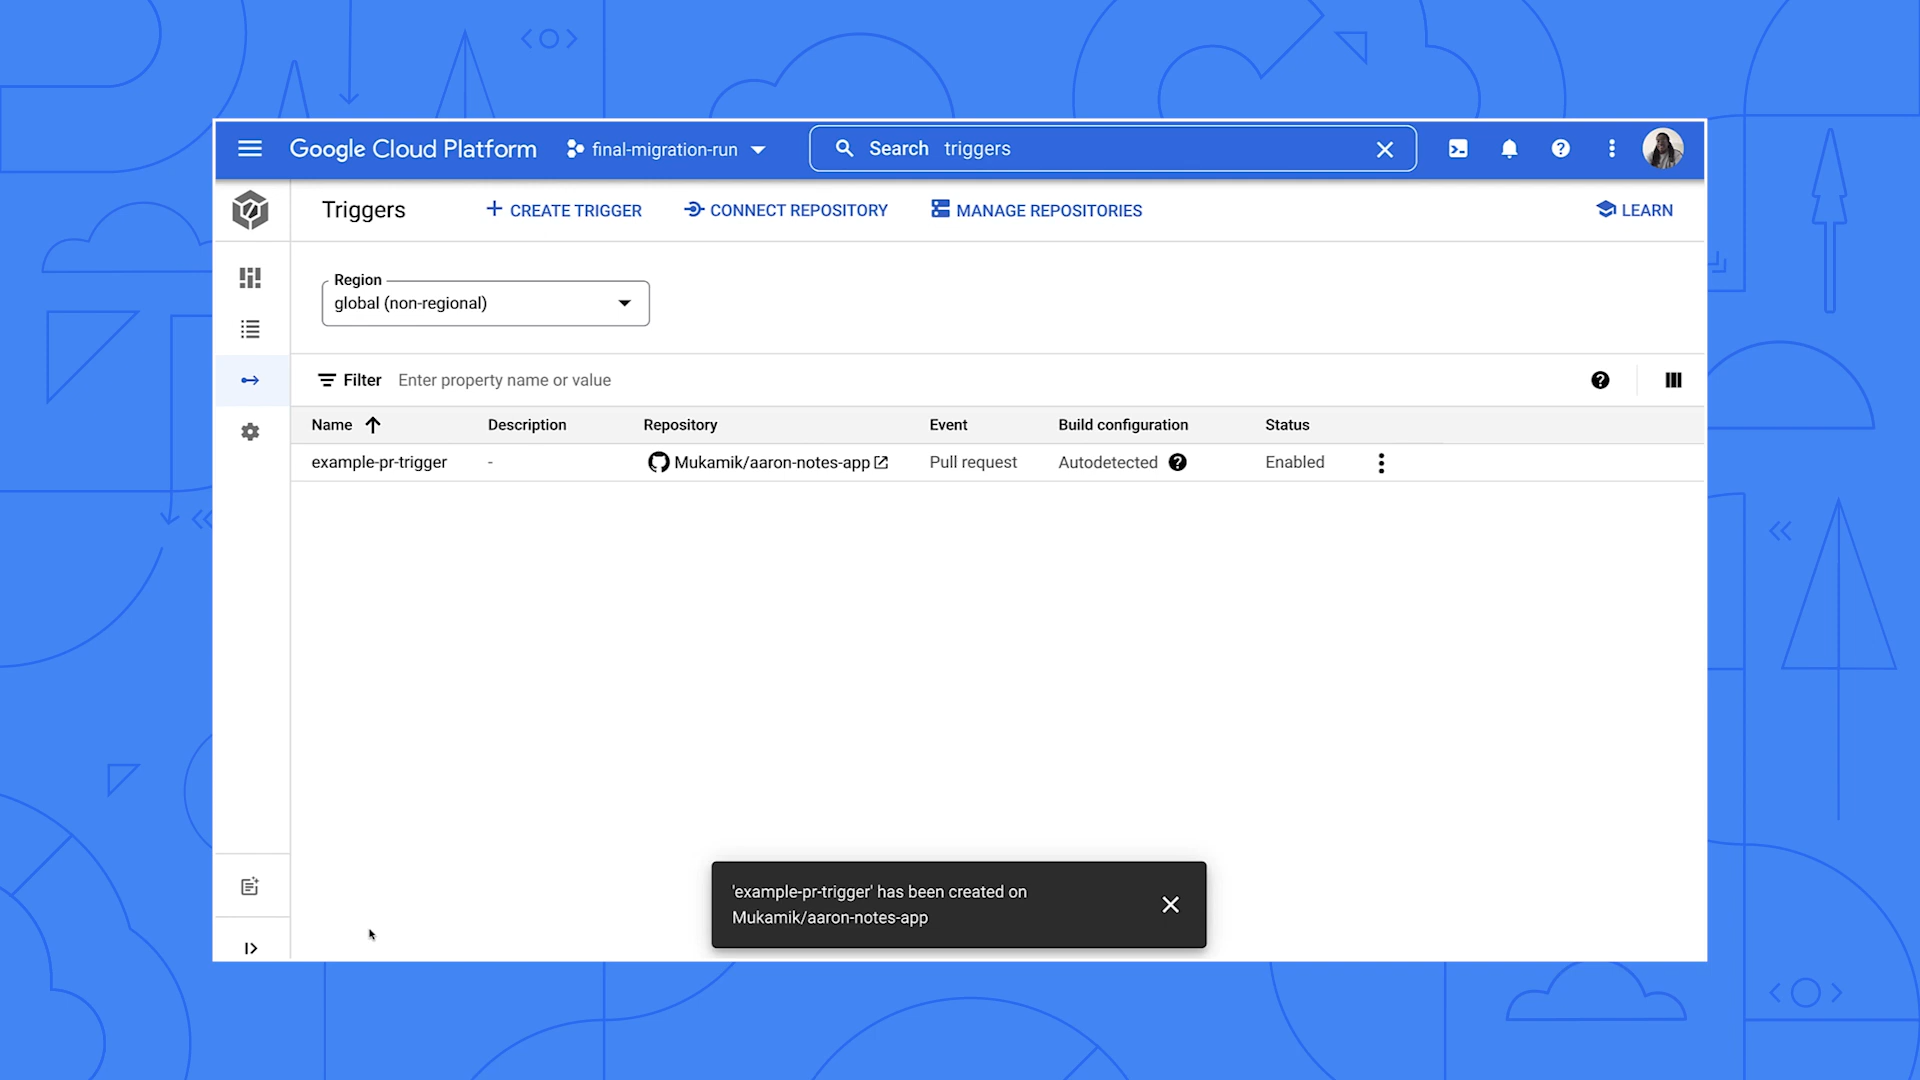 Google Cloud Platform final-migration-run Search triggers
Triggers CREATE TRIGGER CONNECT REPOSITORY MANAGE REPOSITORIES LEARN
Region
global (non-regional)
Filter Enter property name or value
Name Description Repository Event Build configuration Status
example-pr-trigger - Mukamik/aaron-notes-app Pull request Autodetected Enabled
'example-pr-trigger' has been created on
Mukamik/aaron-notes-app